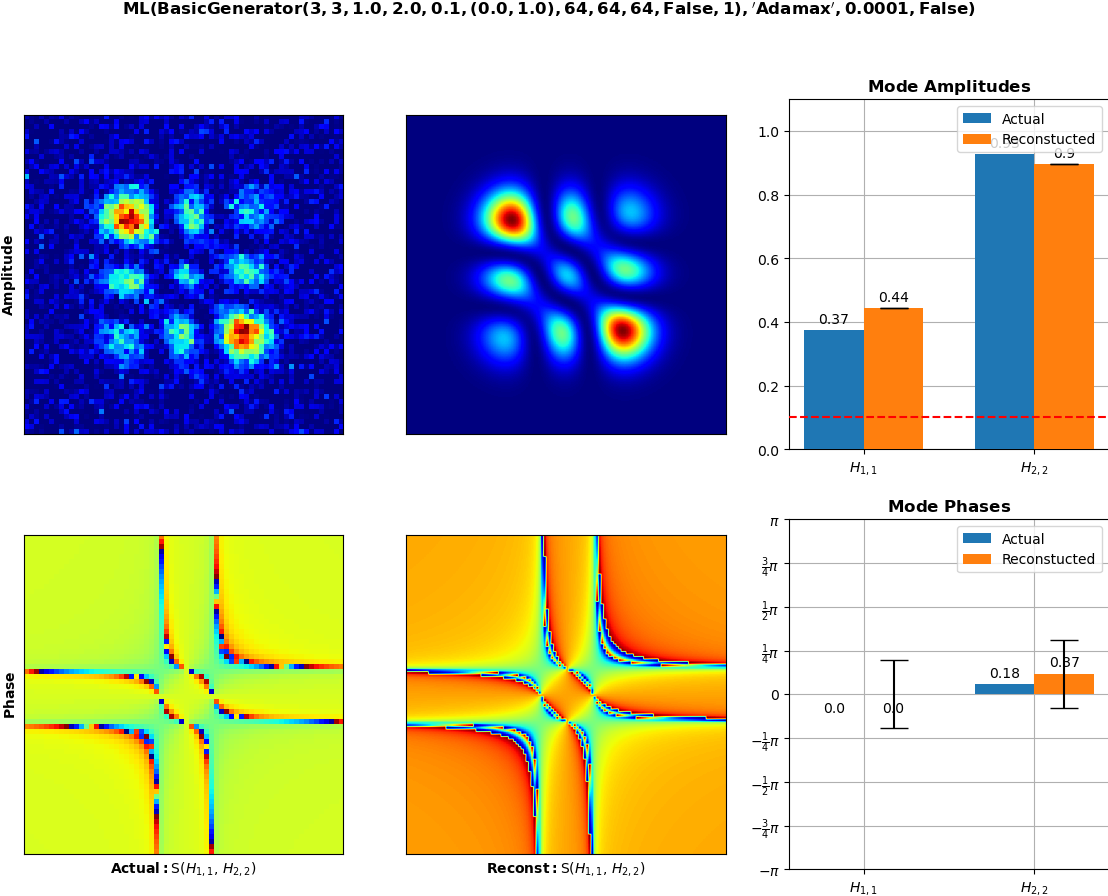 ML(BasicGenerator(3, 3, 1.0, 2.0, 0.1, (0.0, 1.0), 64, 64, 64, False, 1), ′Adamax′, 0.0001, False)
Amplitude
Mode Amplitudes
Actual
Reconstucted
1.0
0.8
0.6
0.4
0.2
0.0
0.37
0.44
0.93
0.9
H1, 1
H2, 2
Phase
Actual: S(H1, 1, H2, 2)
Reconst: S(H1, 1, H2, 2)
Mode Phases
Actual
Reconstucted
π
3/4π
1/2π
1/4π
0
−1/4π
−1/2π
−3/4π
−π
0.0
0.0
0.18
0.37
H1, 1
H2, 2